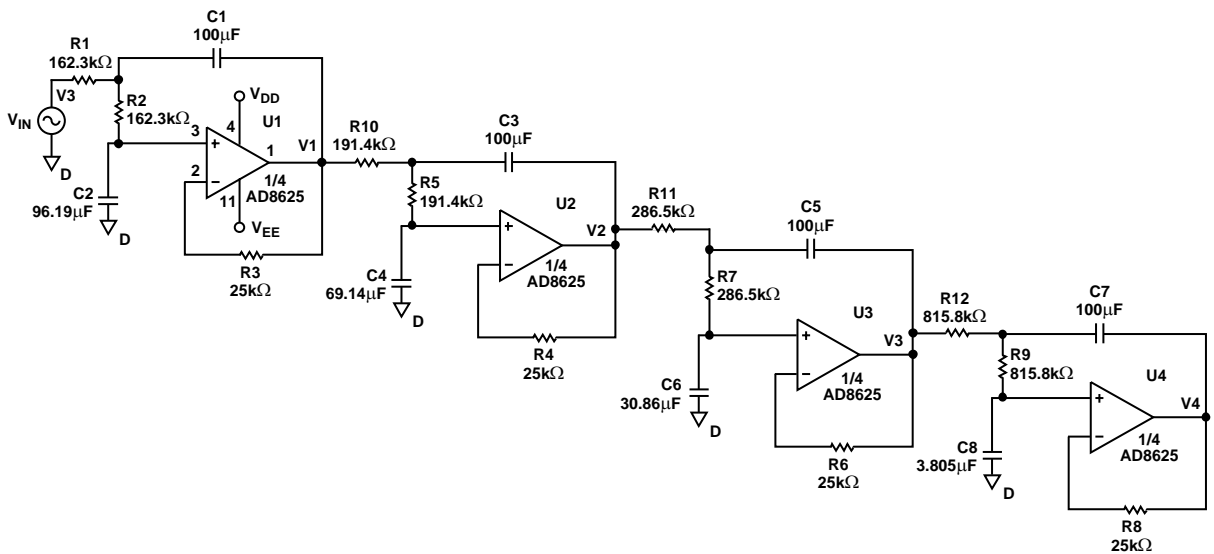 C1
100µF
R1
162.3kΩ
V3
R2
162.3kΩ
VIN
D
VDD
U1
3
4
+
1
V1
2
−
11
1/4
AD8625
C2
96.19µF
D
VEE
R3
25kΩ
R10
191.4kΩ
C3
100µF
R5
191.4kΩ
U2
+
V2
−
1/4
AD8625
C4
69.14µF
D
R4
25kΩ
R11
286.5kΩ
C5
100µF
R7
286.5kΩ
U3
+
V3
−
1/4
AD8625
C6
30.86µF
D
R6
25kΩ
R12
815.8kΩ
C7
100µF
R9
815.8kΩ
U4
+
V4
−
1/4
AD8625
C8
3.805µF
D
R8
25kΩ